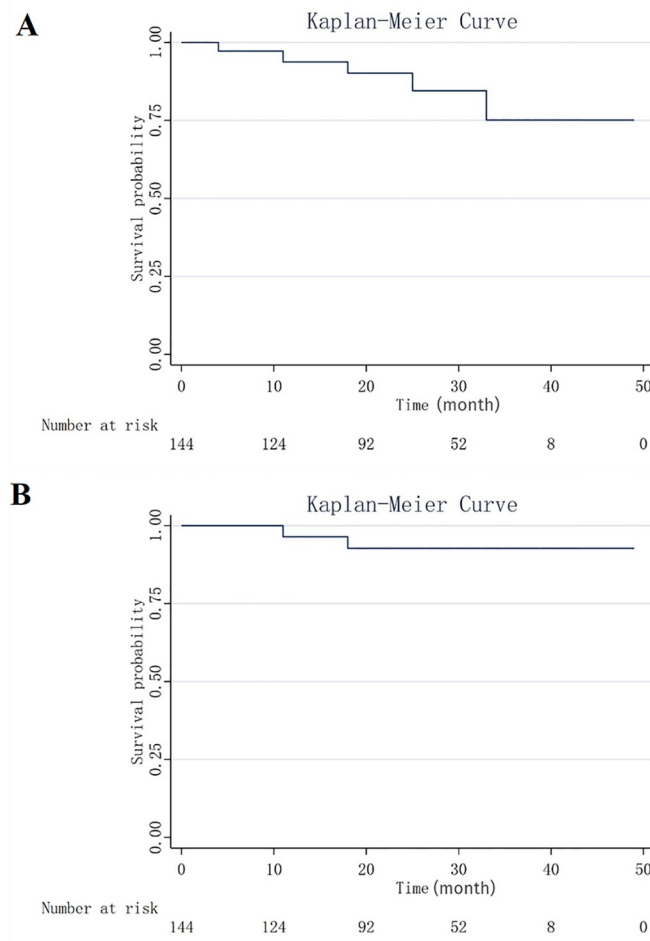 A
Kaplan-Meier Curve
Survival probability
1.00
0.75
0.50
0.25
0.00
0 10 20 30 40 50
Time (month)
Number at risk
144 124 92 52 8 0
B
Kaplan-Meier Curve
Survival probability
1.00
0.75
0.50
0.25
0.00
0 10 20 30 40 50
Time (month)
Number at risk
144 124 92 52 8 0